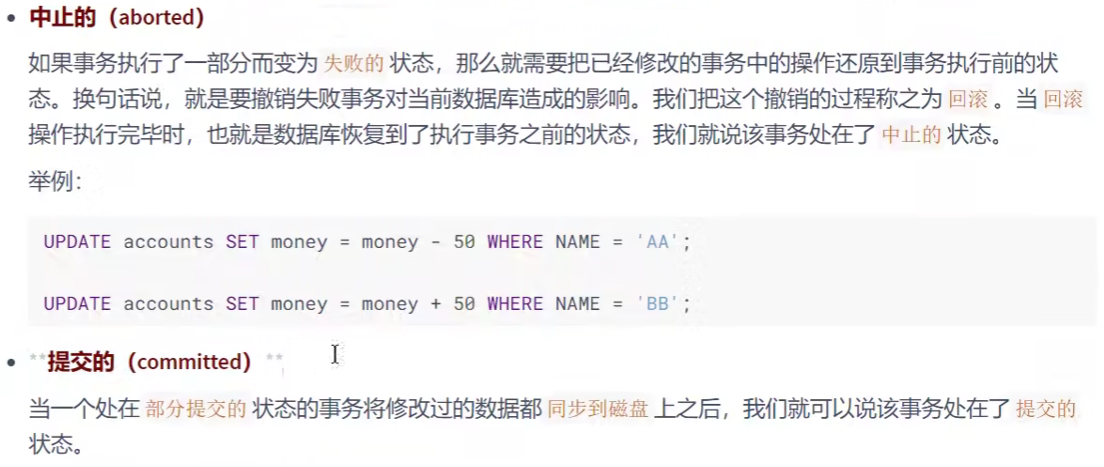 • 中止的（aborted）
如果事务执行了一部分而变为 失败的 状态，那么就需要把已经修改的事务中的操作还原到事务执行前的状
态。换句话说，就是要撤销失败事务对当前数据库造成的影响。我们把这个撤销的过程称之为 回滚 。当 回滚
操作执行完毕时，也就是数据库恢复到了执行事务之前的状态，我们就说该事务处在了 中止的 状态。
举例：
UPDATE accounts SET money = money - 50 WHERE NAME = 'AA';
UPDATE accounts SET money = money + 50 WHERE NAME = 'BB';
• **提交的（committed）**
当一个处在 部分提交的 状态的事务将修改过的数据都 同步到磁盘 上之后，我们就可以说该事务处在了 提交的
状态。